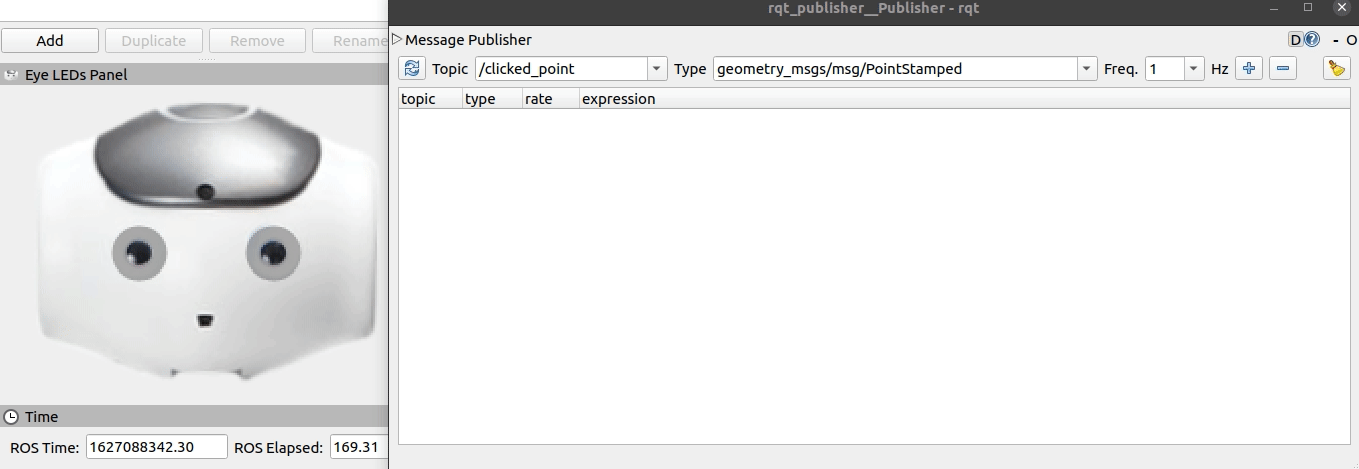 rqt_publisher__Publisher - rqt
Add Duplicate Remove Rename
Eye LEDs Panel
Time
ROS Time: 1627088342.30 ROS Elapsed: 169.31
Message Publisher D ? - O
Topic /clicked_point Type geometry_msgs/msg/PointStamped Freq. 1 Hz
topic type rate expression